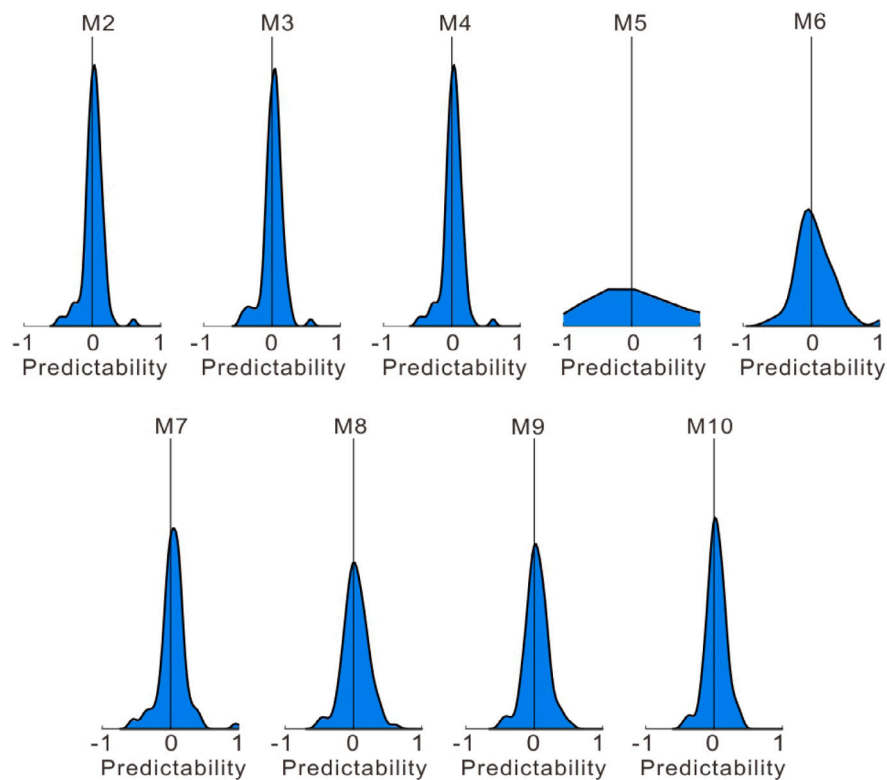 M2 M3 M4 M5 M6
-1 0 1 -1 0 1 -1 0 1 -1 0 1 -1 0 1
Predictability Predictability Predictability Predictability Predictability
M7 M8 M9 M10
-1 0 1 -1 0 1 -1 0 1 -1 0 1
Predictability Predictability Predictability Predictability